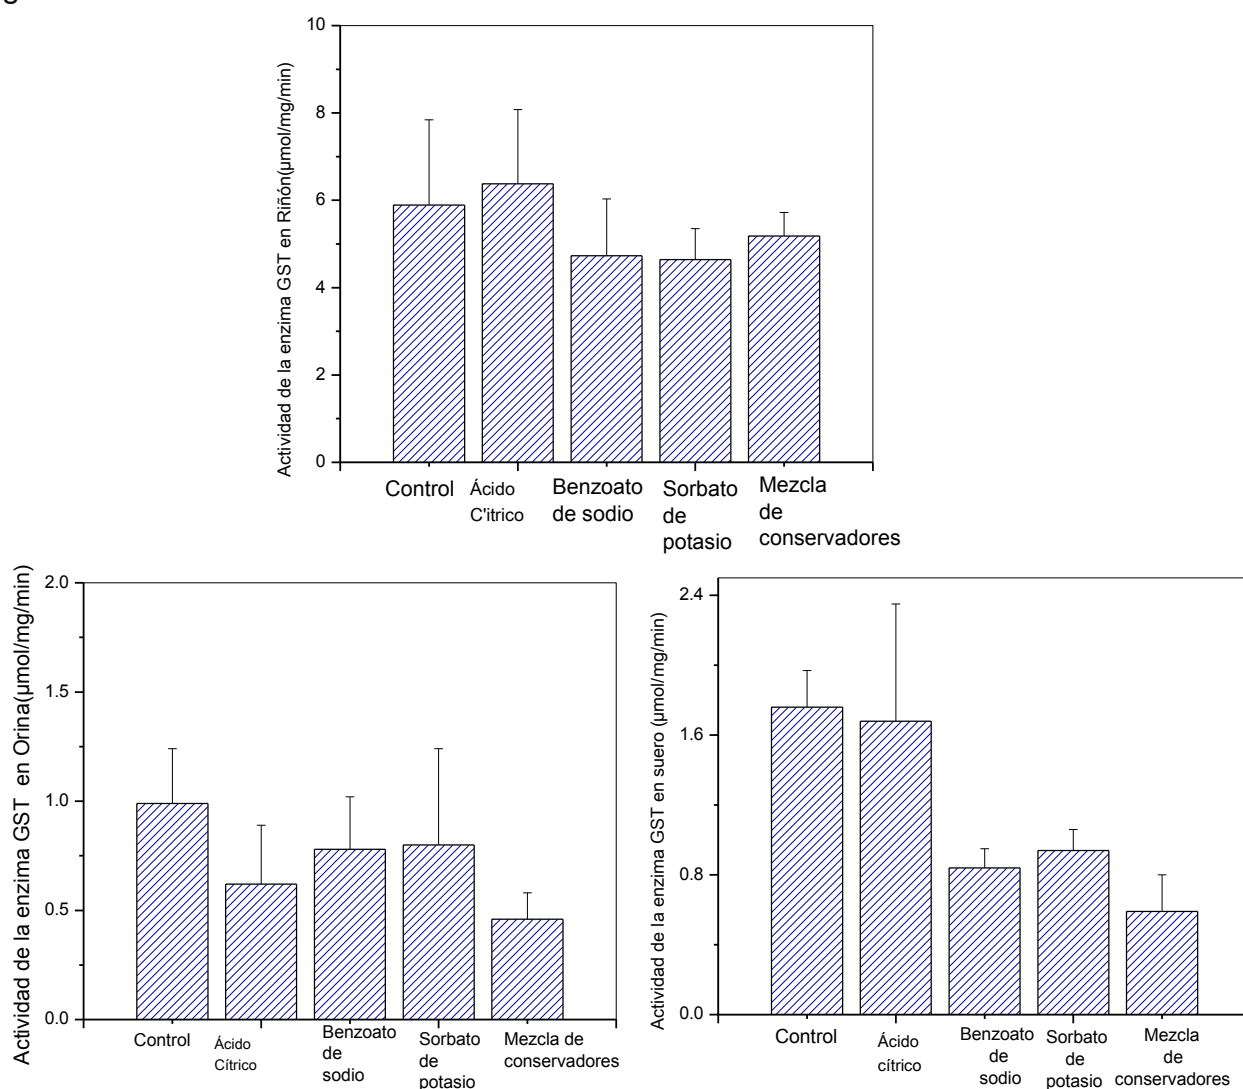 Actividad de la enzima GST en Riñón(µmol/mg/min)
10
8
6
4
2
0
Control
Ácido
C'itrico
Benzoato
de sodio
Sorbato
de
potasio
Mezcla
de
conservadores
Actividad de la enzima GST en Orina(µmol/mg/min)
2.0
1.5
1.0
0.5
0.0
Control
Ácido
Cítrico
Benzoato
de
sodio
Sorbato
de
potasio
Mezcla de
conservadores
Actividad de la enzima GST en suero (µmol/mg/min)
2.4
1.6
0.8
0.0
Control
Ácido
cítrico
Benzoato
de
sodio
Sorbato
de
potasio
Mezcla
de
conservadores